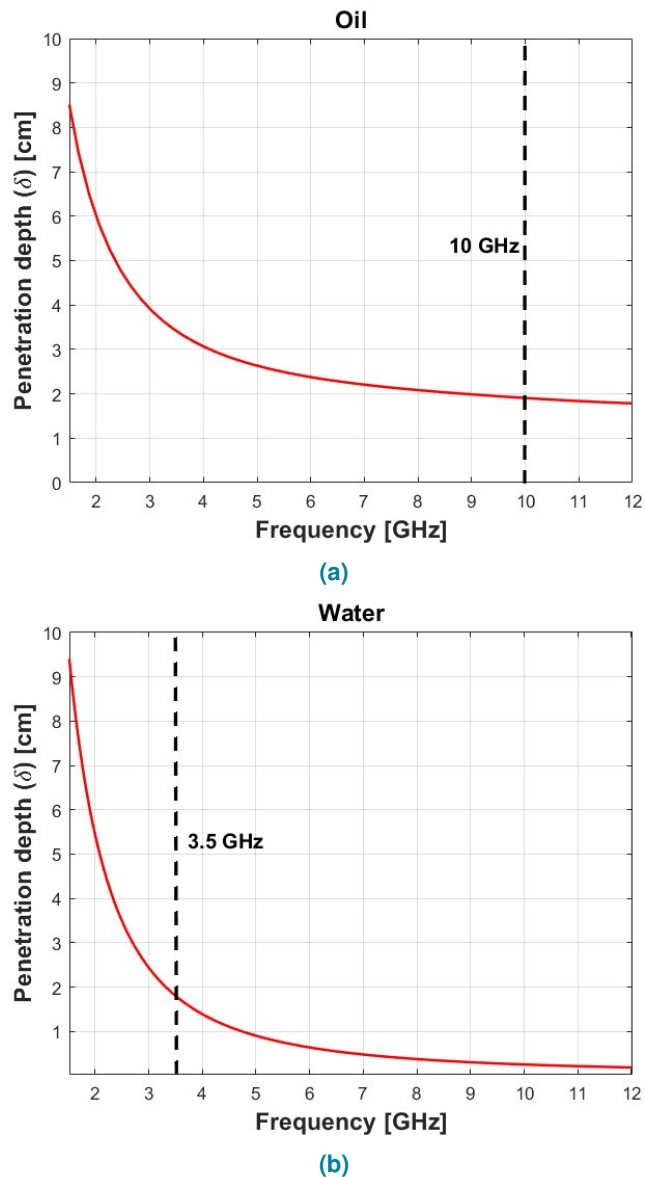 Oil
10
9
8
7
6
5
4
3
2
1
0
Penetration depth (δ) [cm]
10 GHz
2 3 4 5 6 7 8 9 10 11 12
Frequency [GHz]
(a)
Water
10
9
8
7
6
5
4
3
2
1
Penetration depth (δ) [cm]
3.5 GHz
2 3 4 5 6 7 8 9 10 11 12
Frequency [GHz]
(b)